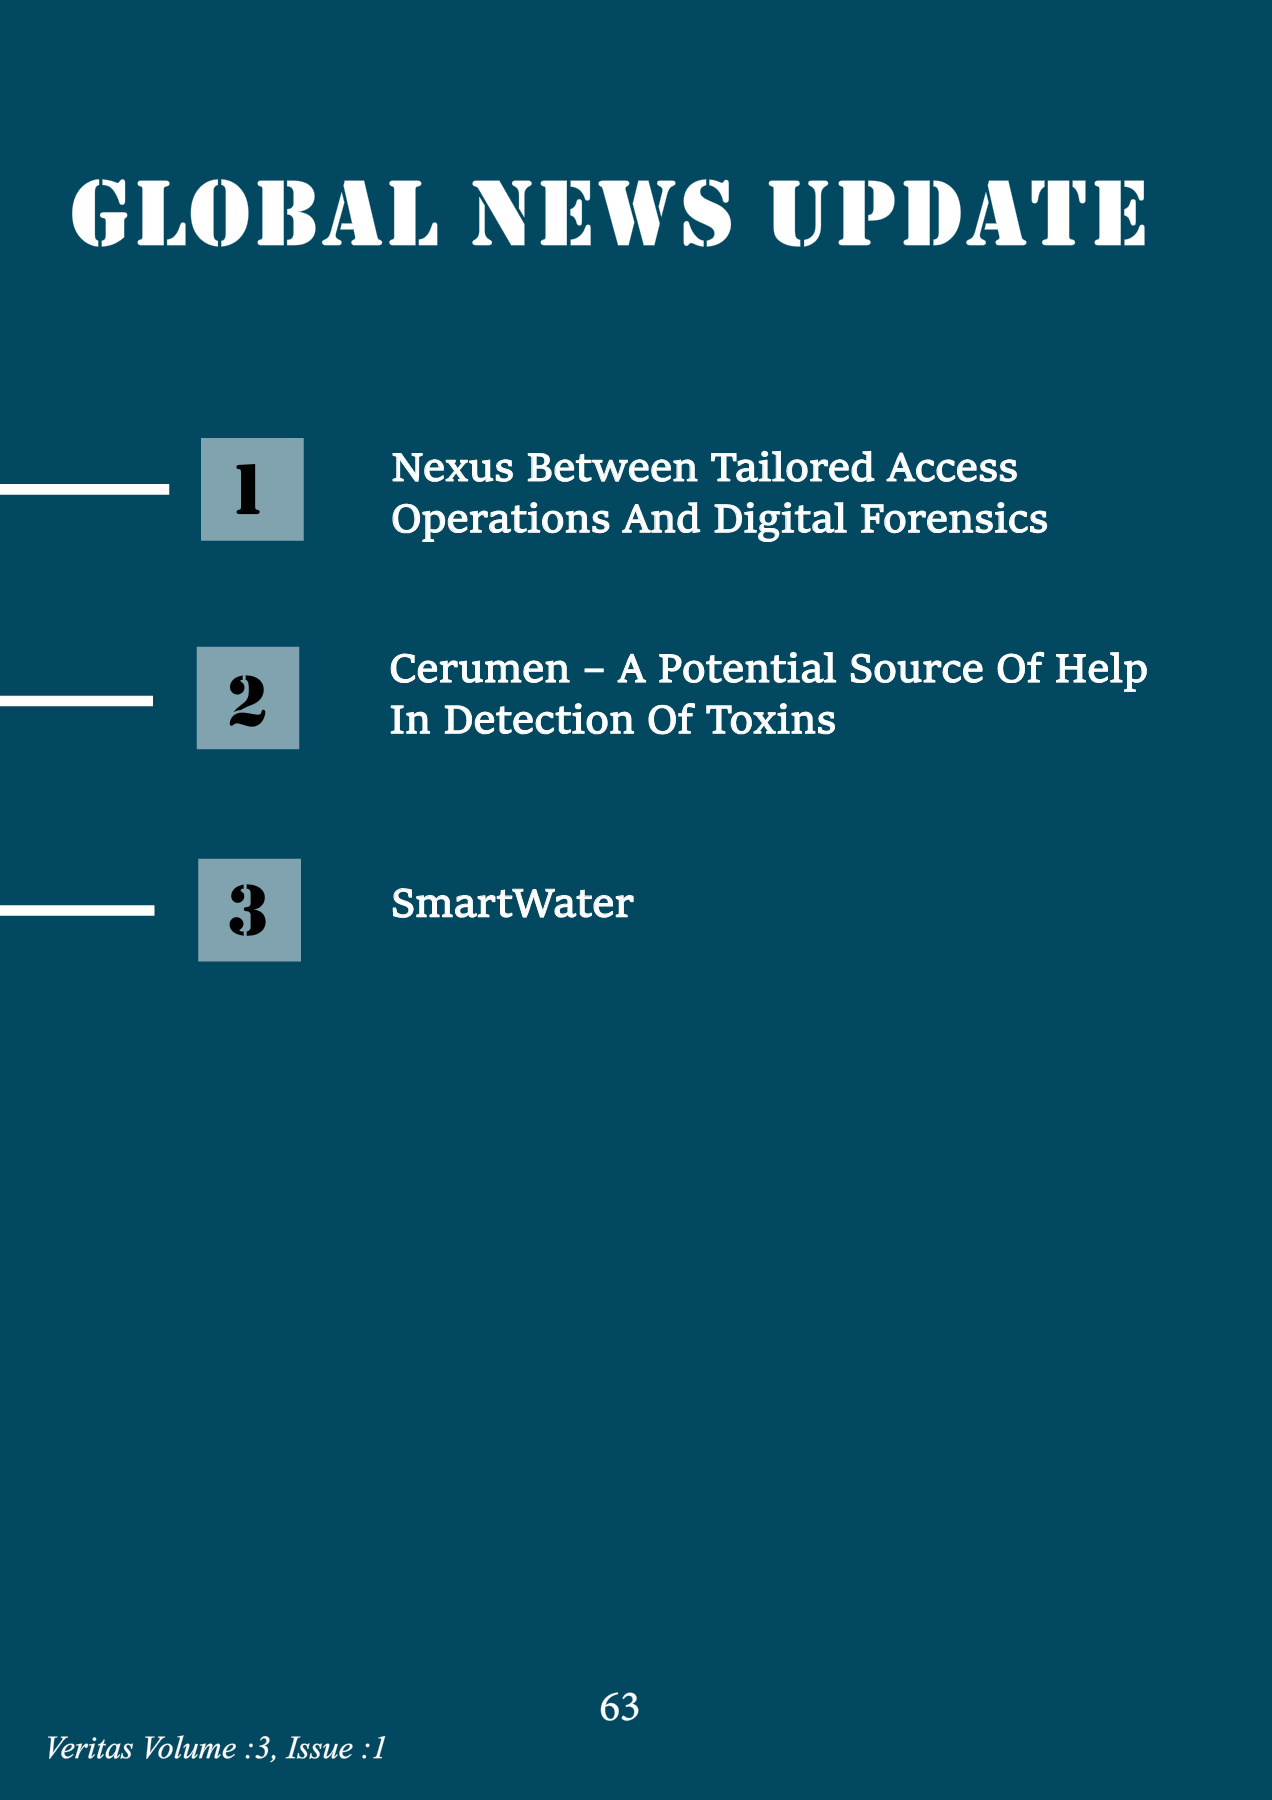 GLOBAL NEWS UPDATE
1
Nexus Between Tailored Access
Operations And Digital Forensics
2
Cerumen – A Potential Source Of Help
In Detection Of Toxins
3
SmartWater
63
Veritas Volume :3, Issue :1